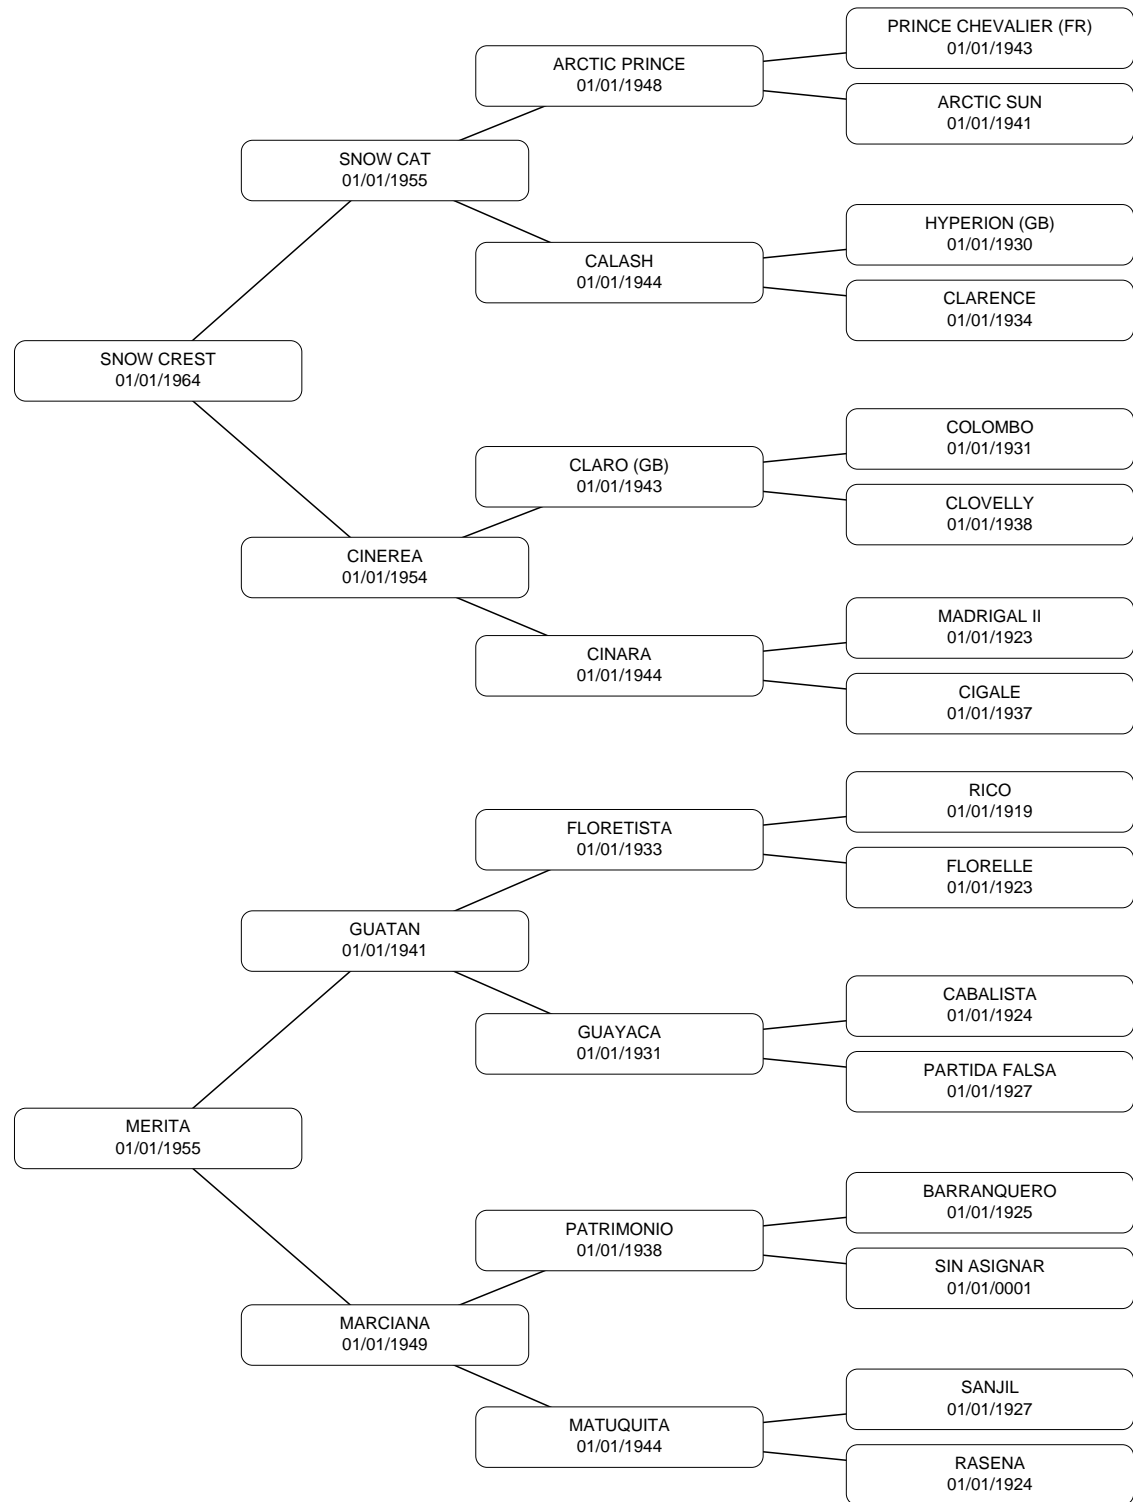 PRINCE CHEVALIER (FR)
01/01/1943
ARCTIC PRINCE
01/01/1948
ARCTIC SUN
01/01/1941
SNOW CAT
01/01/1955
HYPERION (GB)
01/01/1930
CALASH
01/01/1944
CLARENCE
01/01/1934
SNOW CREST
01/01/1964
COLOMBO
01/01/1931
CLARO (GB)
01/01/1943
CLOVELLY
01/01/1938
CINEREA
01/01/1954
MADRIGAL II
01/01/1923
CINARA
01/01/1944
CIGALE
01/01/1937
RICO
01/01/1919
FLORETISTA
01/01/1933
FLORELLE
01/01/1923
GUATAN
01/01/1941
CABALISTA
01/01/1924
GUAYACA
01/01/1931
PARTIDA FALSA
01/01/1927
MERITA
01/01/1955
BARRANQUERO
01/01/1925
PATRIMONIO
01/01/1938
SIN ASIGNAR
01/01/0001
MARCIANA
01/01/1949
SANJIL
01/01/1927
MATUQUITA
01/01/1944
RASENA
01/01/1924